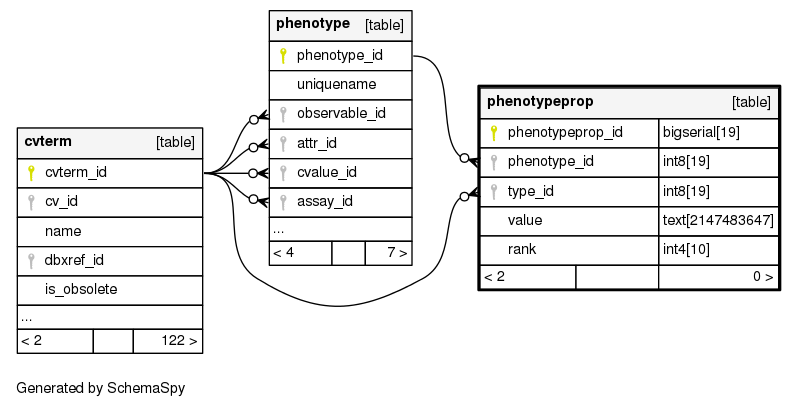 phenotype [table]
phenotype_id
uniquename
observable_id
attr_id
cvalue_id
assay_id
...
< 4 7 >
phenotypeprop [table]
phenotypeprop_id bigserial[19]
phenotype_id int8[19]
type_id int8[19]
value text[2147483647]
rank int4[10]
< 2 0 >
cvterm [table]
cvterm_id
cv_id
name
dbxref_id
is_obsolete
...
< 2 122 >
Generated by SchemaSpy